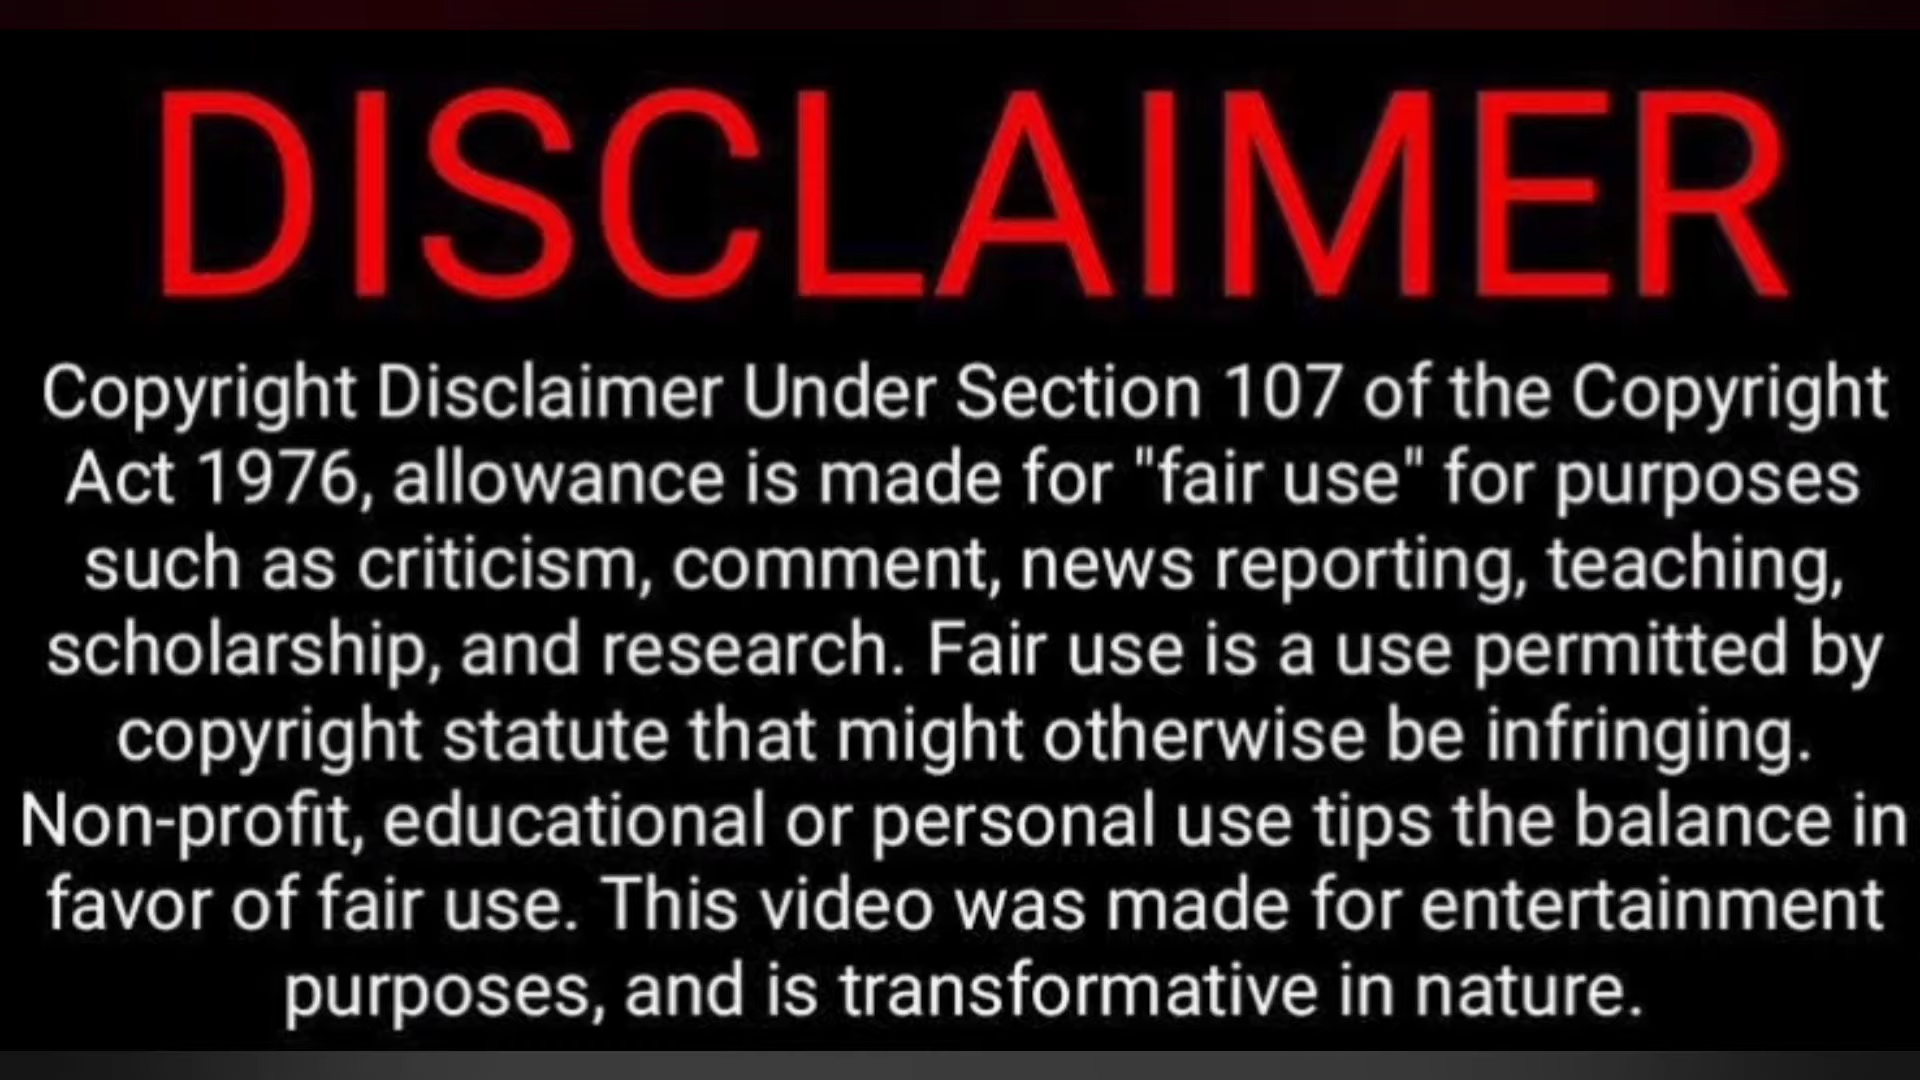 DISCLAIMER
Copyright Disclaimer Under Section 107 of the Copyright
Act 1976, allowance is made for "fair use" for purposes
such as criticism, comment, news reporting, teaching,
scholarship, and research. Fair use is a use permitted by
copyright statute that might otherwise be infringing.
Non-profit, educational or personal use tips the balance in
favor of fair use. This video was made for entertainment
purposes, and is transformative in nature.